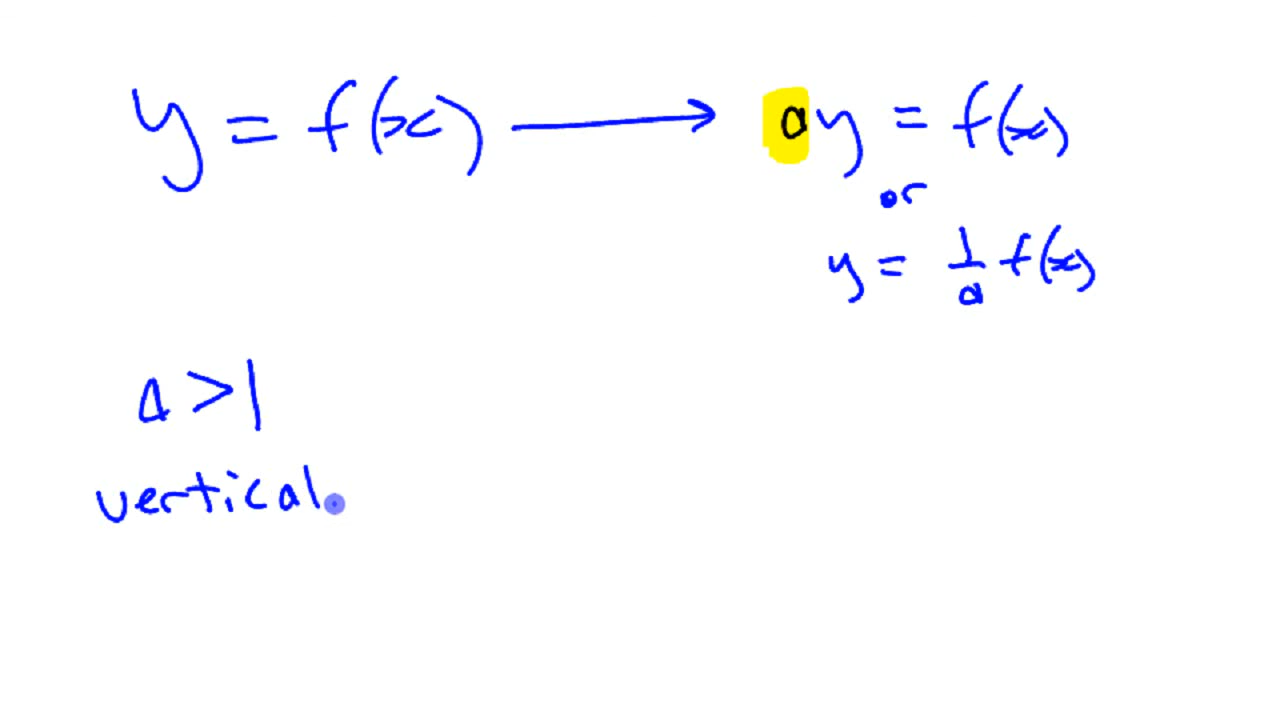 y = f(x) → ay = f(x)
or
y = 1/a f(x)
a > 1
vertical